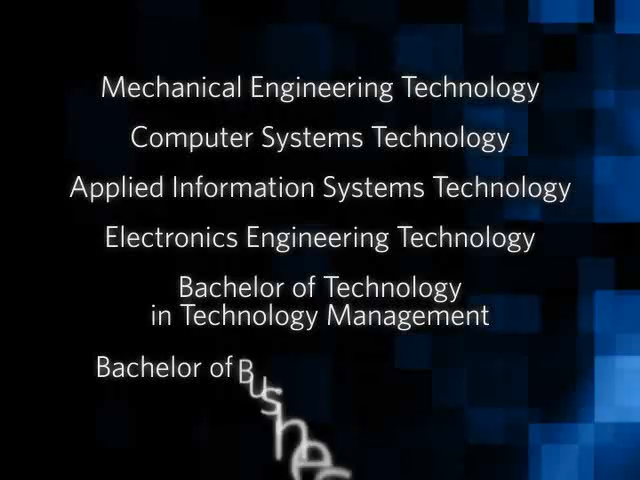 Mechanical Engineering Technology
Computer Systems Technology
Applied Information Systems Technology
Electronics Engineering Technology
Bachelor of Technology
in Technology Management
Bachelor of Busines